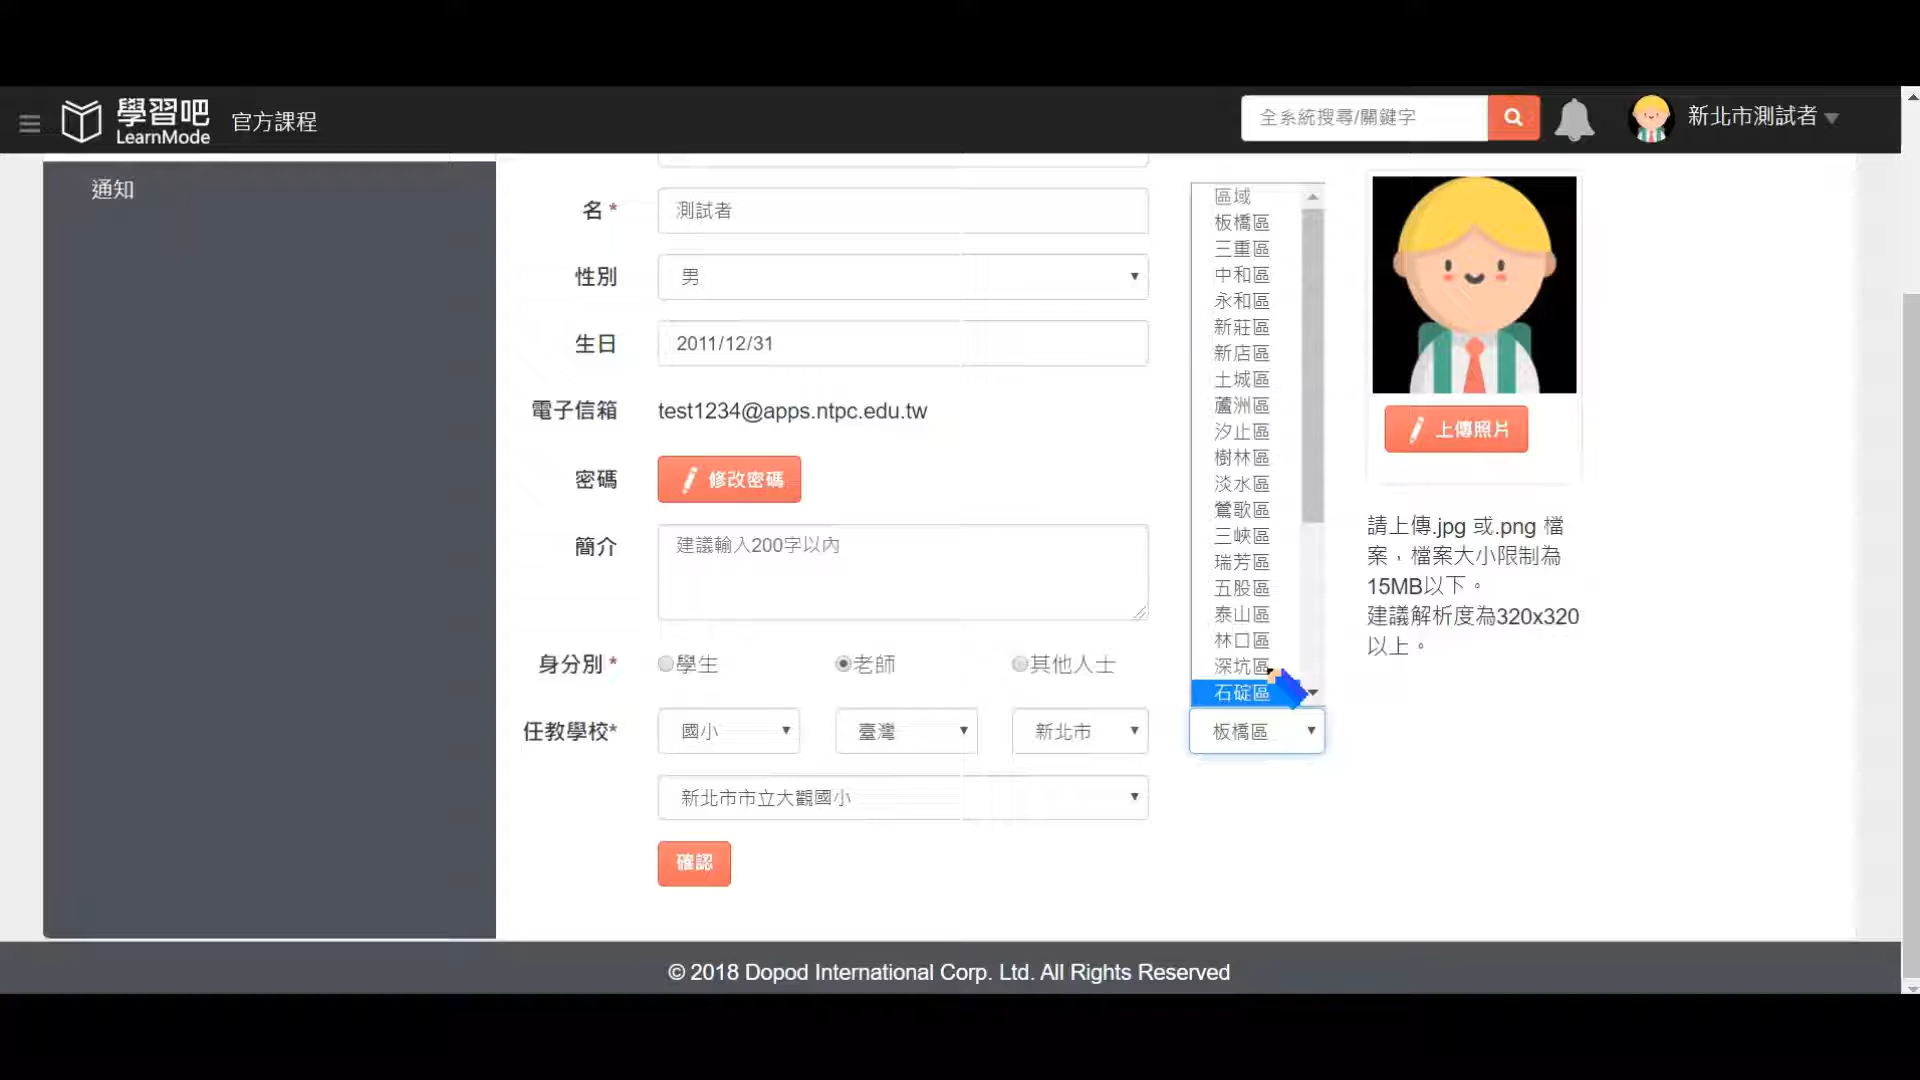 學習吧
LearnMode
官方課程
全系統搜尋/關鍵字
新北市測試者
通知
名*
測試者
性別
男
生日
2011/12/31
電子信箱
test1234@apps.ntpc.edu.tw
密碼
修改密碼
簡介
建議輸入200字以內
身分別*
學生
老師
其他人士
任教學校*
國小
臺灣
新北市
板橋區
新北市市立大觀國小
確認
區域
板橋區
三重區
中和區
永和區
新莊區
新店區
土城區
蘆洲區
汐止區
樹林區
淡水區
鶯歌區
三峽區
瑞芳區
五股區
泰山區
林口區
深坑區
石碇區
上傳照片
請上傳.jpg 或.png 檔
案，檔案大小限制為
15MB以下。
建議解析度為320x320
以上。
© 2018 Dopod International Corp. Ltd. All Rights Reserved